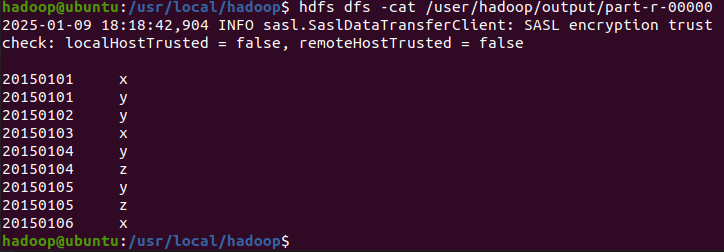 hadoop@ubuntu:/usr/local/hadoop$ hdfs dfs -cat /user/hadoop/output/part-r-00000
2025-01-09 18:18:42,904 INFO sasl.SaslDataTransferClient: SASL encryption trust
check: localHostTrusted = false, remoteHostTrusted = false
20150101 x
20150101 y
20150102 y
20150103 x
20150104 y
20150104 z
20150105 y
20150105 z
20150106 x
hadoop@ubuntu:/usr/local/hadoop$